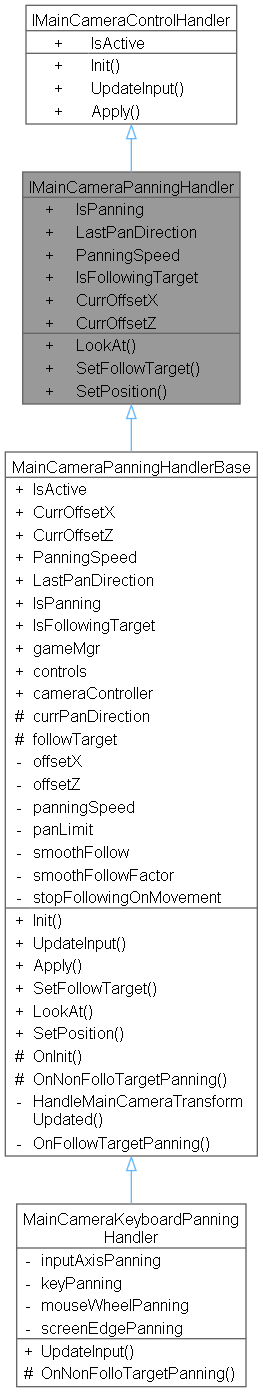 IMainCameraControlHandler
+ IsActive
+ Init()
+ UpdateInput()
+ Apply()
IMainCameraPanningHandler
+ IsPanning
+ LastPanDirection
+ PanningSpeed
+ IsFollowingTarget
+ CurrOffsetX
+ CurrOffsetZ
+ LookAt()
+ SetFollowTarget()
+ SetPosition()
MainCameraPanningHandlerBase
+ IsActive
+ CurrOffsetX
+ CurrOffsetZ
+ PanningSpeed
+ LastPanDirection
+ IsPanning
+ IsFollowingTarget
+ gameMgr
+ controls
+ cameraController
# currPanDirection
# followTarget
- offsetX
- offsetZ
- panningSpeed
- panLimit
- smoothFollow
- smoothFollowFactor
- stopFollowingOnMovement
+ Init()
+ UpdateInput()
+ Apply()
+ SetFollowTarget()
+ LookAt()
+ SetPosition()
# OnInit()
# OnNonFolloTargetPanning()
- HandleMainCameraTransform
Updated()
- OnFollowTargetPanning()
MainCameraKeyboardPanning
Handler
- inputAxisPanning
- keyPanning
- mouseWheelPanning
- screenEdgePanning
+ UpdateInput()
# OnNonFolloTargetPanning()